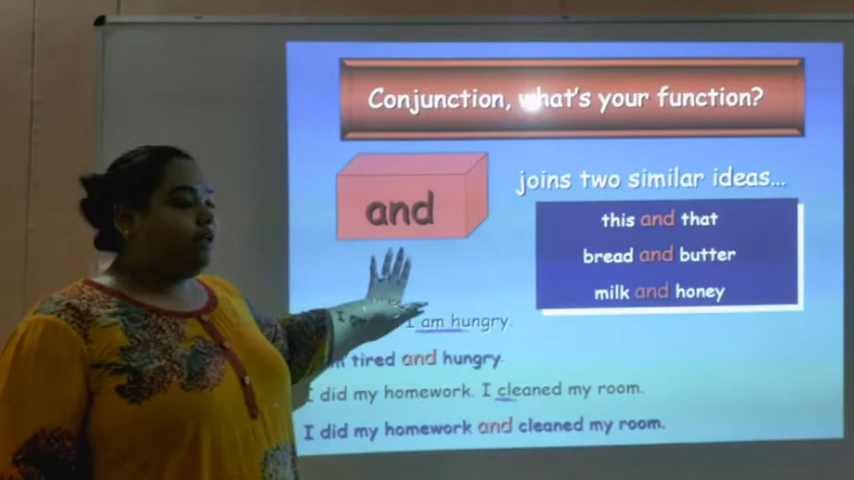 Conjunction, what's your function?
and
joins two similar ideas...
this and that
bread and butter
milk and honey
I am hungry.
tired and hungry.
I did my homework. I cleaned my room.
I did my homework and cleaned my room.